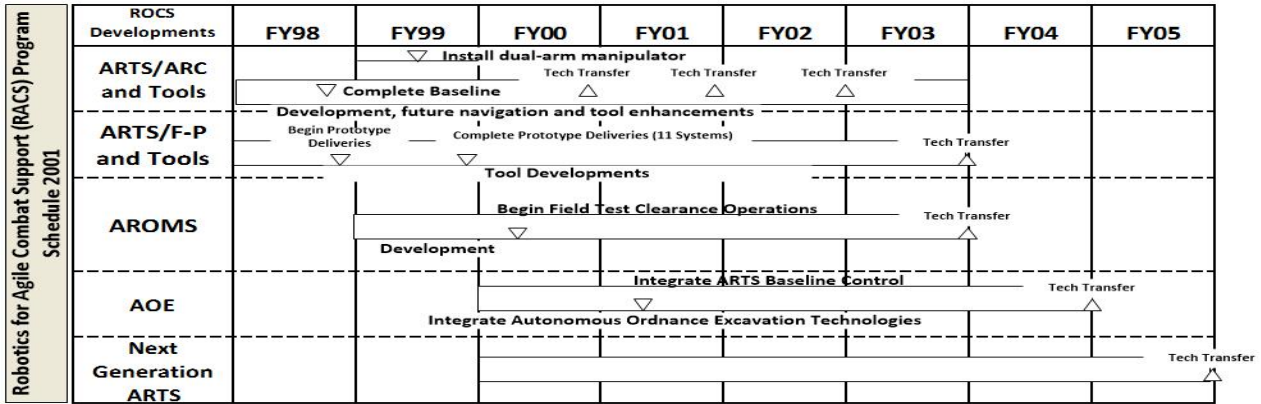 Robotics for Agile Combat Support (RACS) Program
Schedule 2001
ROCS
Developments
FY98
FY99
FY00
FY01
FY02
FY03
FY04
FY05
ARTS/ARC
and Tools
Install dual-arm manipulator
Tech Transfer
Tech Transfer
Tech Transfer
Complete Baseline
Development, future navigation and tool enhancements
ARTS/F-P
and Tools
Begin Prototype
Deliveries
Complete Prototype Deliveries (11 Systems)
Tech Transfer
Tool Developments
AROMS
Begin Field Test Clearance Operations
Tech Transfer
Development
AOE
Integrate ARTS Baseline Control
Tech Transfer
Integrate Autonomous Ordnance Excavation Technologies
Next
Generation
ARTS
Tech Transfer